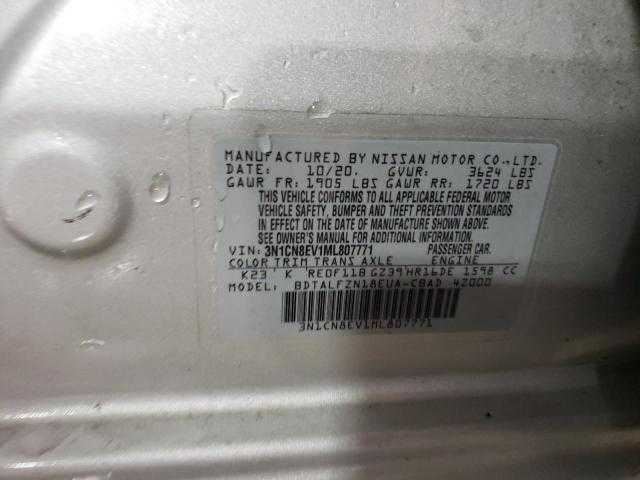 MANUFACTURED BY NISSAN MOTOR CO.,LTD.
DATE: 10/20. GVWR: 3624 LBS
GAWR FR: 1905 LBS GAWR RR: 1720 LBS
THIS VEHICLE CONFORMS TO ALL APPLICABLE FEDERAL MOTOR
VEHICLE SAFETY, BUMPER AND THEFT PREVENTION STANDARDS
IN EFFECT ON THE DATE OF MANUFACTURE SHOWN ABOVE.
SEE OWNER'S MANUAL FOR ADDITIONAL INFORMATION
VIN: 3N1CN8EV1ML807771 PASSENGER CAR.
COLOR TRIM TRANS AXLE ENGINE
K23 K RE0F11B GZ39 HR16DE 1598 CC
MODEL: BDTALFZN18EUA-CBAD 42000
3N1CN8EV1ML807771